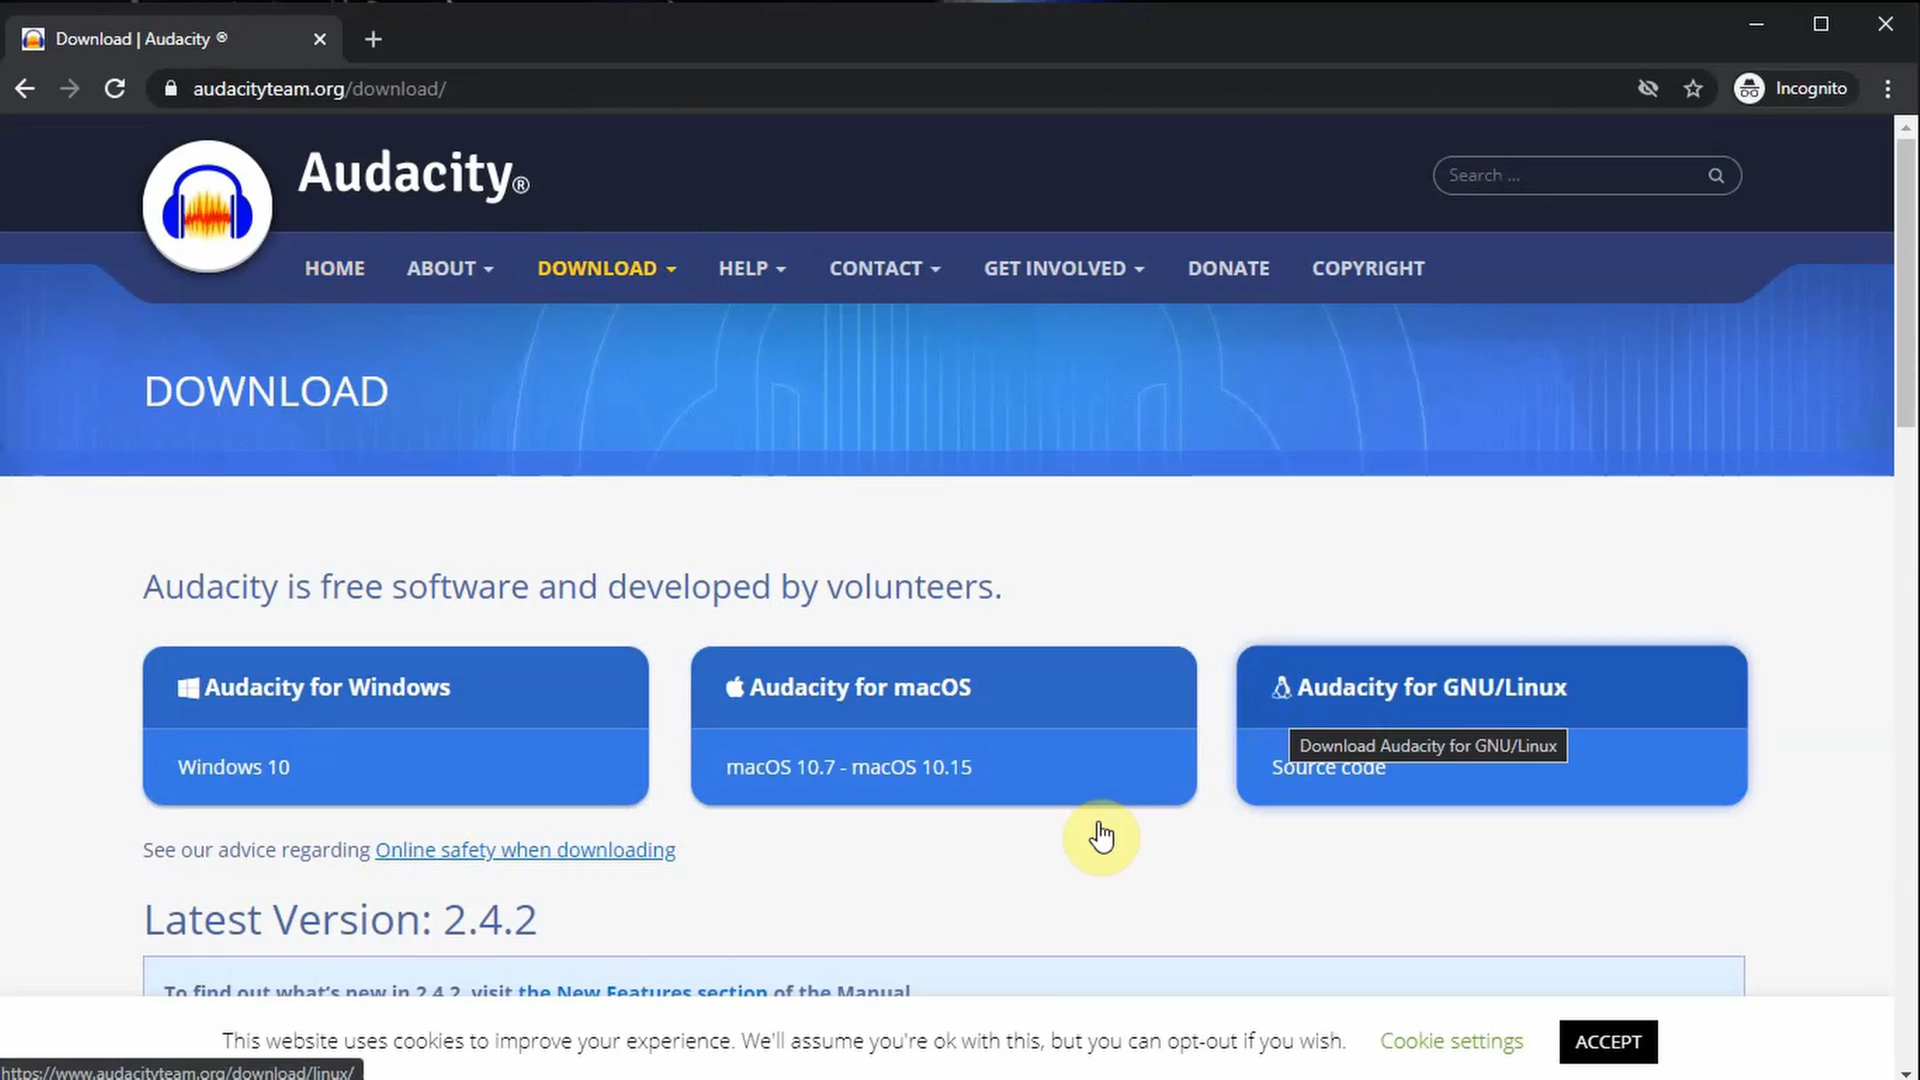 Download | Audacity ®
audacityteam.org/download/
Incognito
Audacity®
Search ...
HOME ABOUT DOWNLOAD HELP CONTACT GET INVOLVED DONATE COPYRIGHT
DOWNLOAD
Audacity is free software and developed by volunteers.
Audacity for Windows
Windows 10
Audacity for macOS
macOS 10.7 - macOS 10.15
Audacity for GNU/Linux
Download Audacity for GNU/Linux
Source code
See our advice regarding Online safety when downloading
Latest Version: 2.4.2
To find out what's new in 2.4.2, visit the New Features section of the Manual
This website uses cookies to improve your experience. We'll assume you're ok with this, but you can opt-out if you wish. Cookie settings ACCEPT
https://www.audacityteam.org/download/linux/